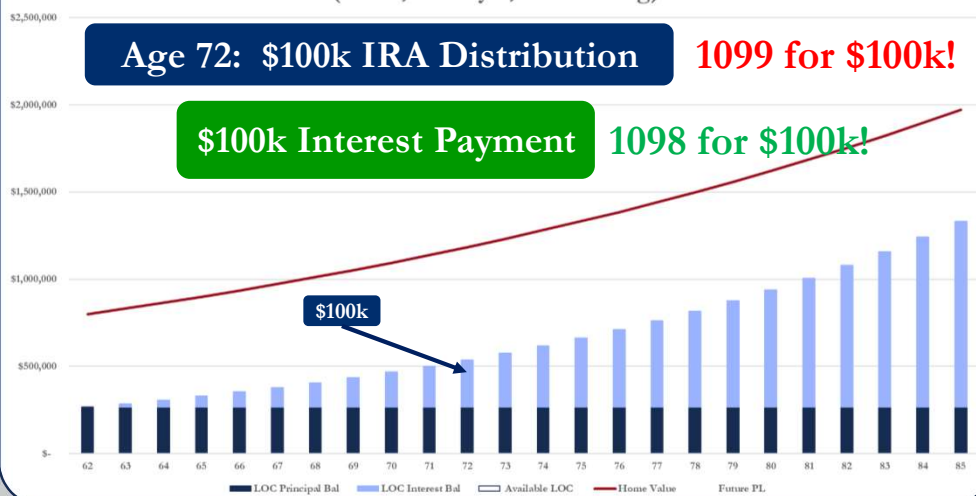 $2,500,000
Age 72: $100k IRA Distribution
1099 for $100k!
$2,000,000
$100k Interest Payment
1098 for $100k!
$1,500,000
$1,000,000
$100k
$500,000
$-
62 63 64 65 66 67 68 69 70 71 72 73 74 75 76 77 78 79 80 81 82 83 84 85
LOC Principal Bal LOC Interest Bal Available LOC Home Value Future PL